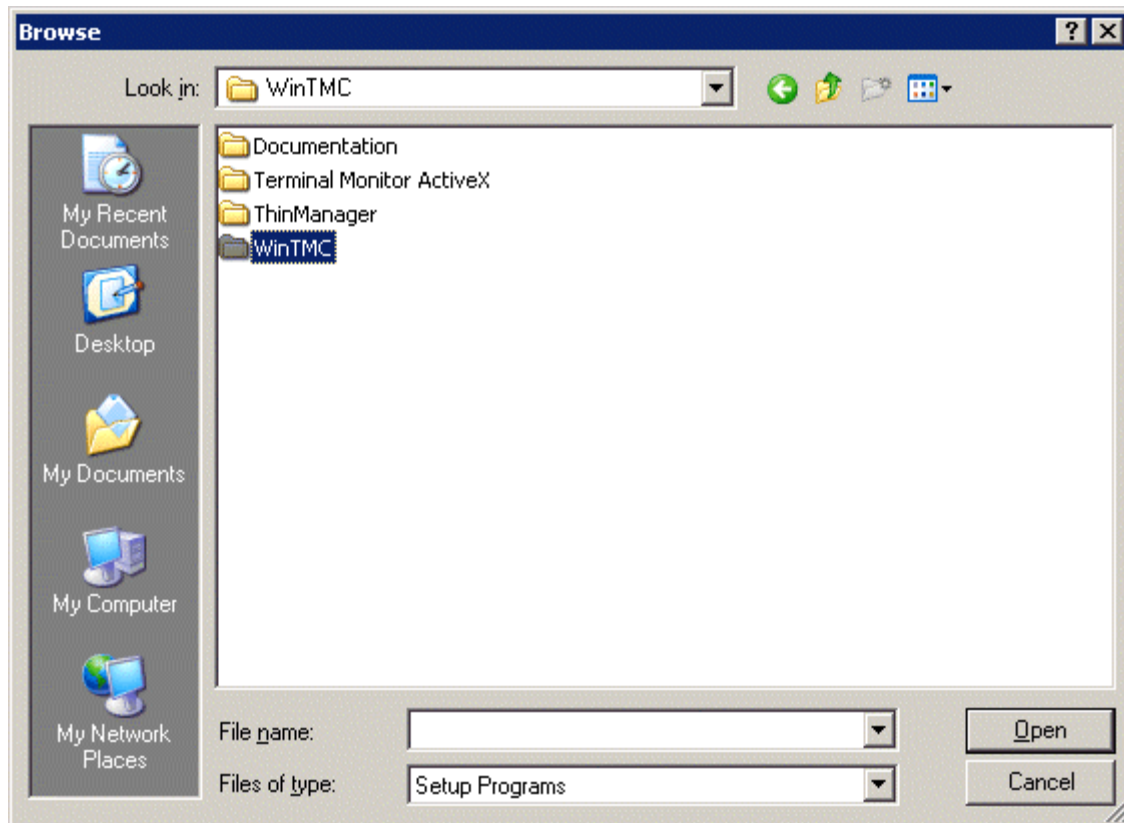 Browse
Look in:
WinTMC
Documentation
Terminal Monitor ActiveX
ThinManager
WinTMC
My Recent
Documents
Desktop
My Documents
My Computer
My Network
Places
File name:
Open
Files of type:
Setup Programs
Cancel